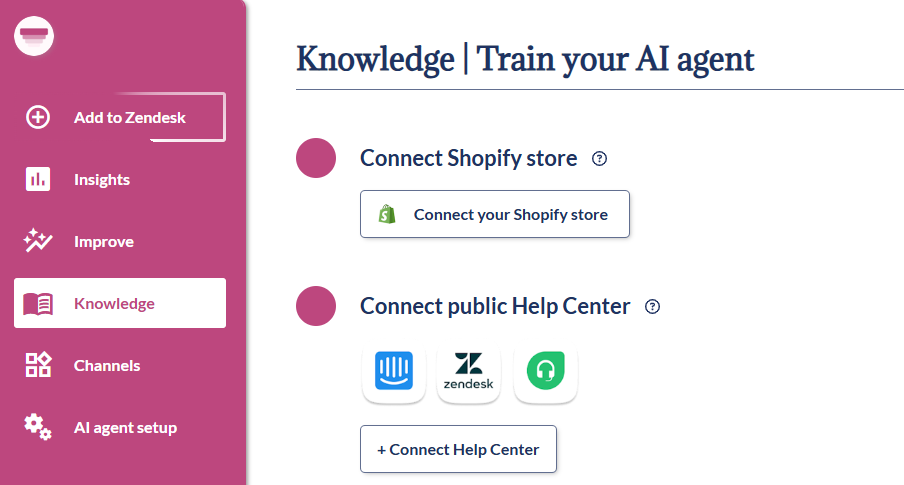 Knowledge | Train your AI agent
Add to Zendesk
Insights
Improve
Knowledge
Channels
AI agent setup
Connect Shopify store ?
Connect your Shopify store
Connect public Help Center ?
zendesk
+ Connect Help Center